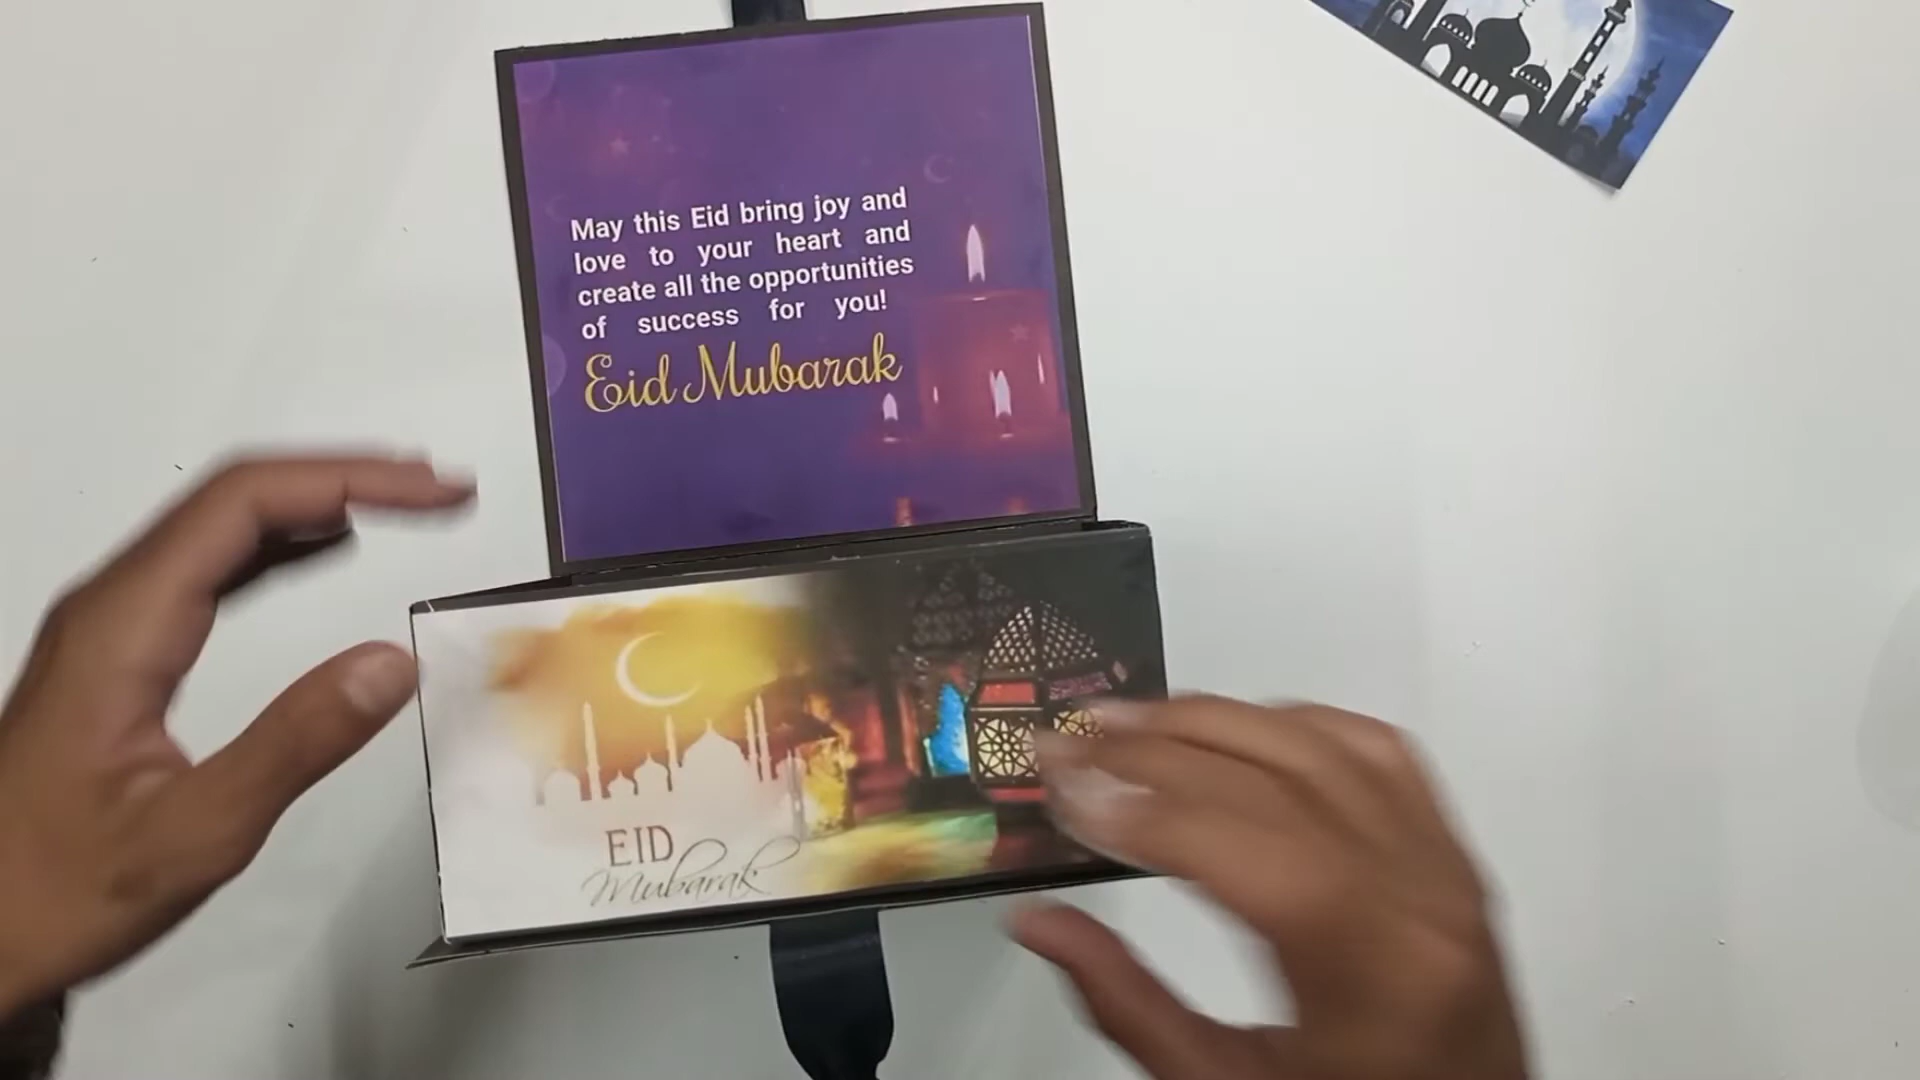 May this Eid bring joy and
love to your heart and
create all the opportunities
of success for you!
Eid Mubarak
EID
Mubarak